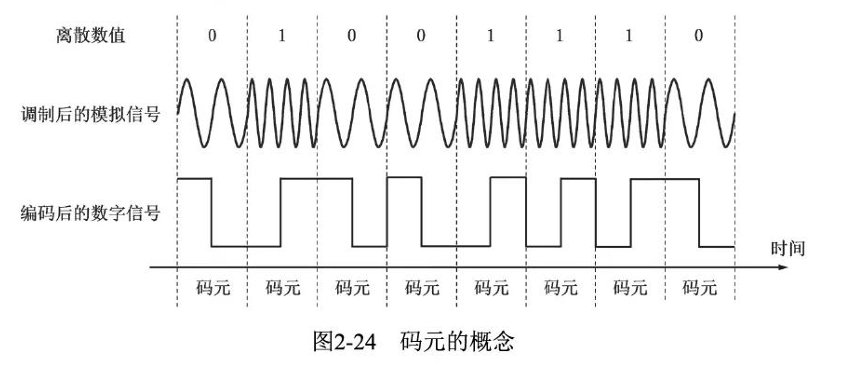 离散数值 0 1 0 0 1 1 1 0
调制后的模拟信号
编码后的数字信号
时间
码元 码元 码元 码元 码元 码元 码元 码元
图2-24 码元的概念